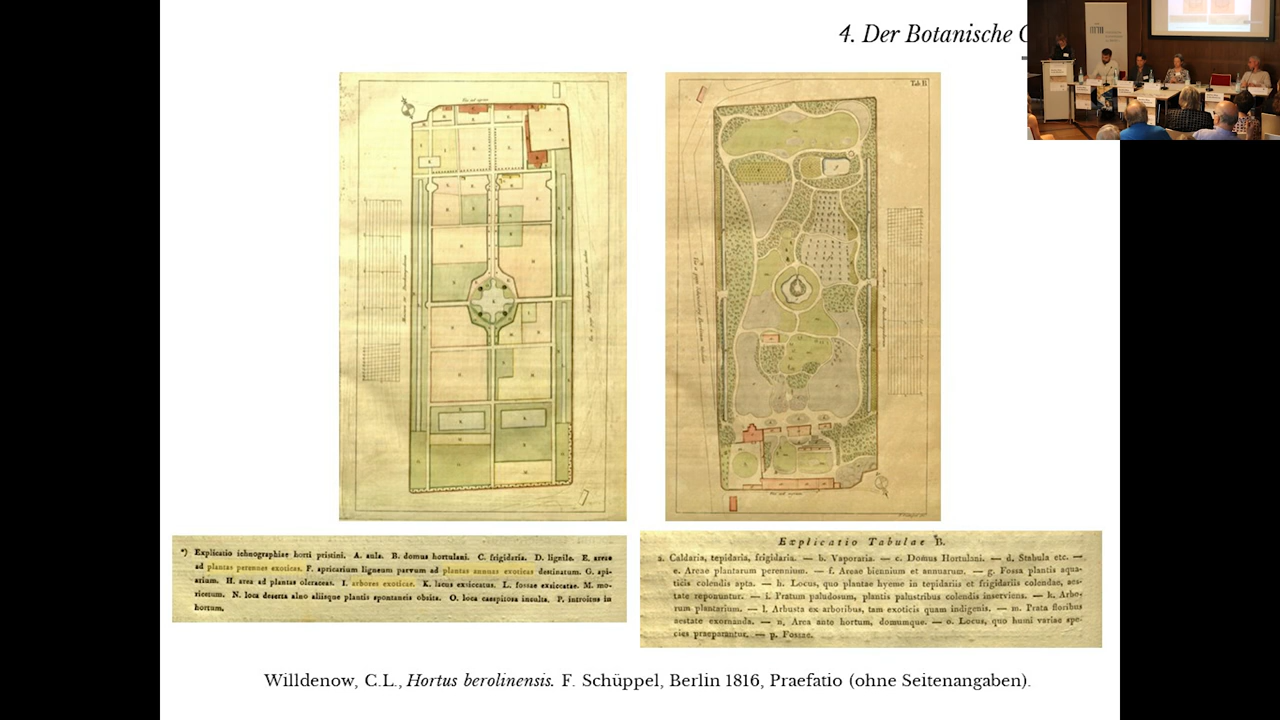 4. Der Botanische
Tab. II.
*) Explicatio ichnographiae horti pristini. A. aula. B. domus hortulani. C. frigidaria. D. lignile. E. areae
ad plantas perennes exoticas. F. apricarium ligneum parvum ad plantas annuas exoticas destinatum. G. api-
arium. H. area ad plantas oleraceas. I. arbores exoticae. K. lacus exsiccatus. L. fossae exsiccatae. M. mo-
ricetum. N. loca deserta alno aliisque plantis spontaneis obsita. O. loca caespitosa inculta. P. introitus in
hortum.
Explicatio Tabulae B.
a. Caldaria, tepidaria, frigidaria. — b. Vaporaria. — c. Domus Hortulani. — d. Stabula etc. —
e. Areae plantarum perennium. — f. Areae biennium et annuarum. — g. Fossa plantis aqua-
ticis colendis apta. — h. Locus, quo plantae hyeme in tepidariis et frigidariis colendae, aes-
tate reponuntur. — i. Pratum paludosum, plantis palustribus colendis inserviens. — k. Arbo-
rum plantarium. — l. Arbusta ex arboribus, tam exoticis quam indigenis. — m. Prata floribus
aestate exornanda. — n. Area ante hortum, domumque. — o. Locus, quo humi variae spe-
cies praeparantur. — p. Fossae.
Willdenow, C.L., Hortus berolinensis. F. Schüppel, Berlin 1816, Praefatio (ohne Seitenangaben).